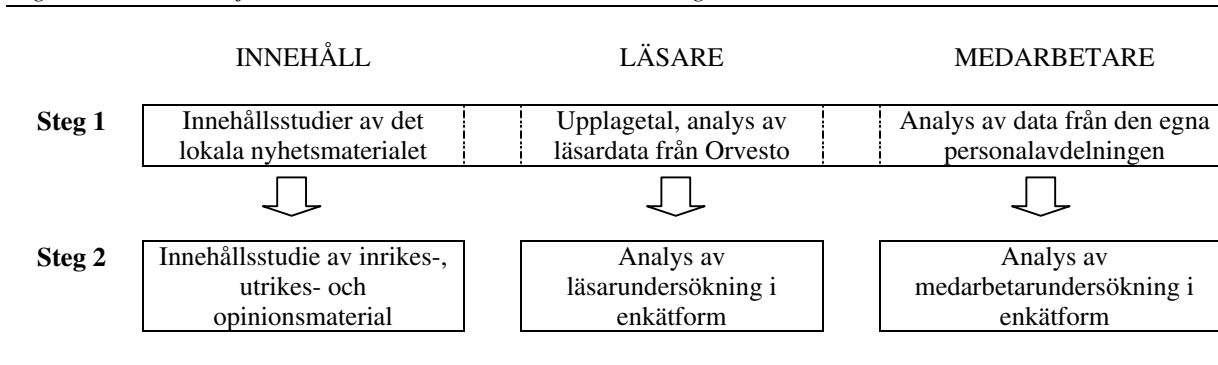 INNEHÅLL LÄSARE MEDARBETARE
Steg 1
Innehållsstudier av det
lokala nyhetsmaterialet
Upplagetal, analys av
läsardata från Orvesto
Analys av data från den egna
personalavdelningen
Steg 2
Innehållsstudie av inrikes-,
utrikes- och
opinionsmaterial
Analys av
läsarundersökning i
enkätform
Analys av
medarbetarundersökning i
enkätform